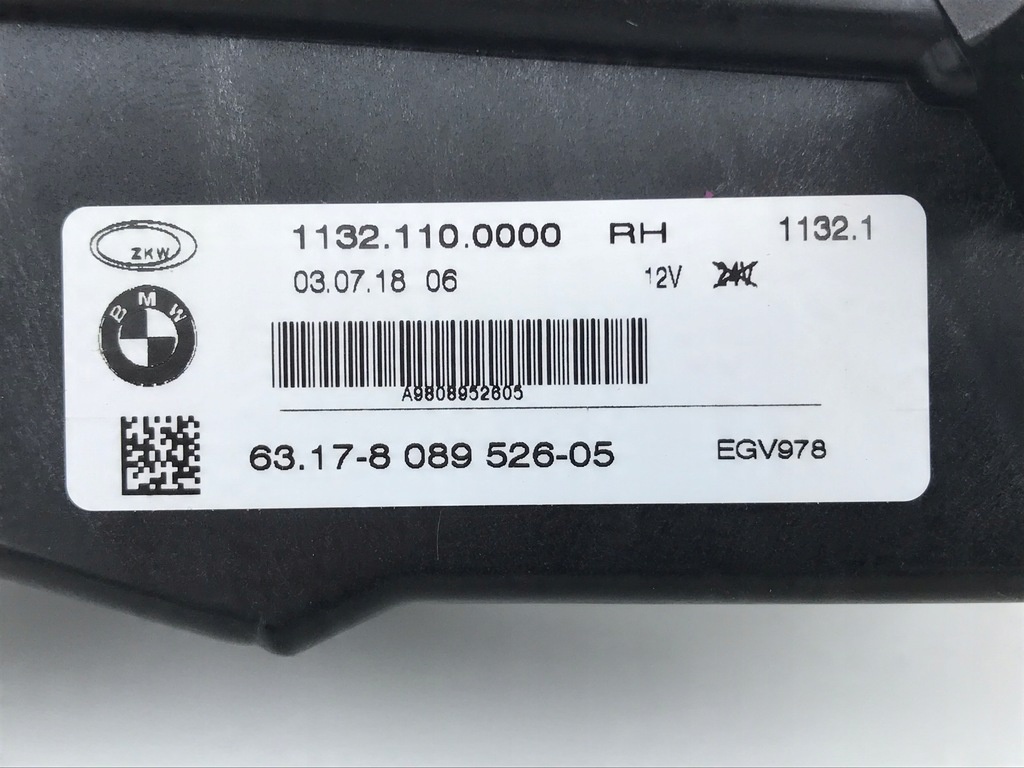 ZKW
1132.110.0000 RH 1132.1
03.07.18 06 12V 24V
BMW
A9808952605
63.17-8 089 526-05 EGV978